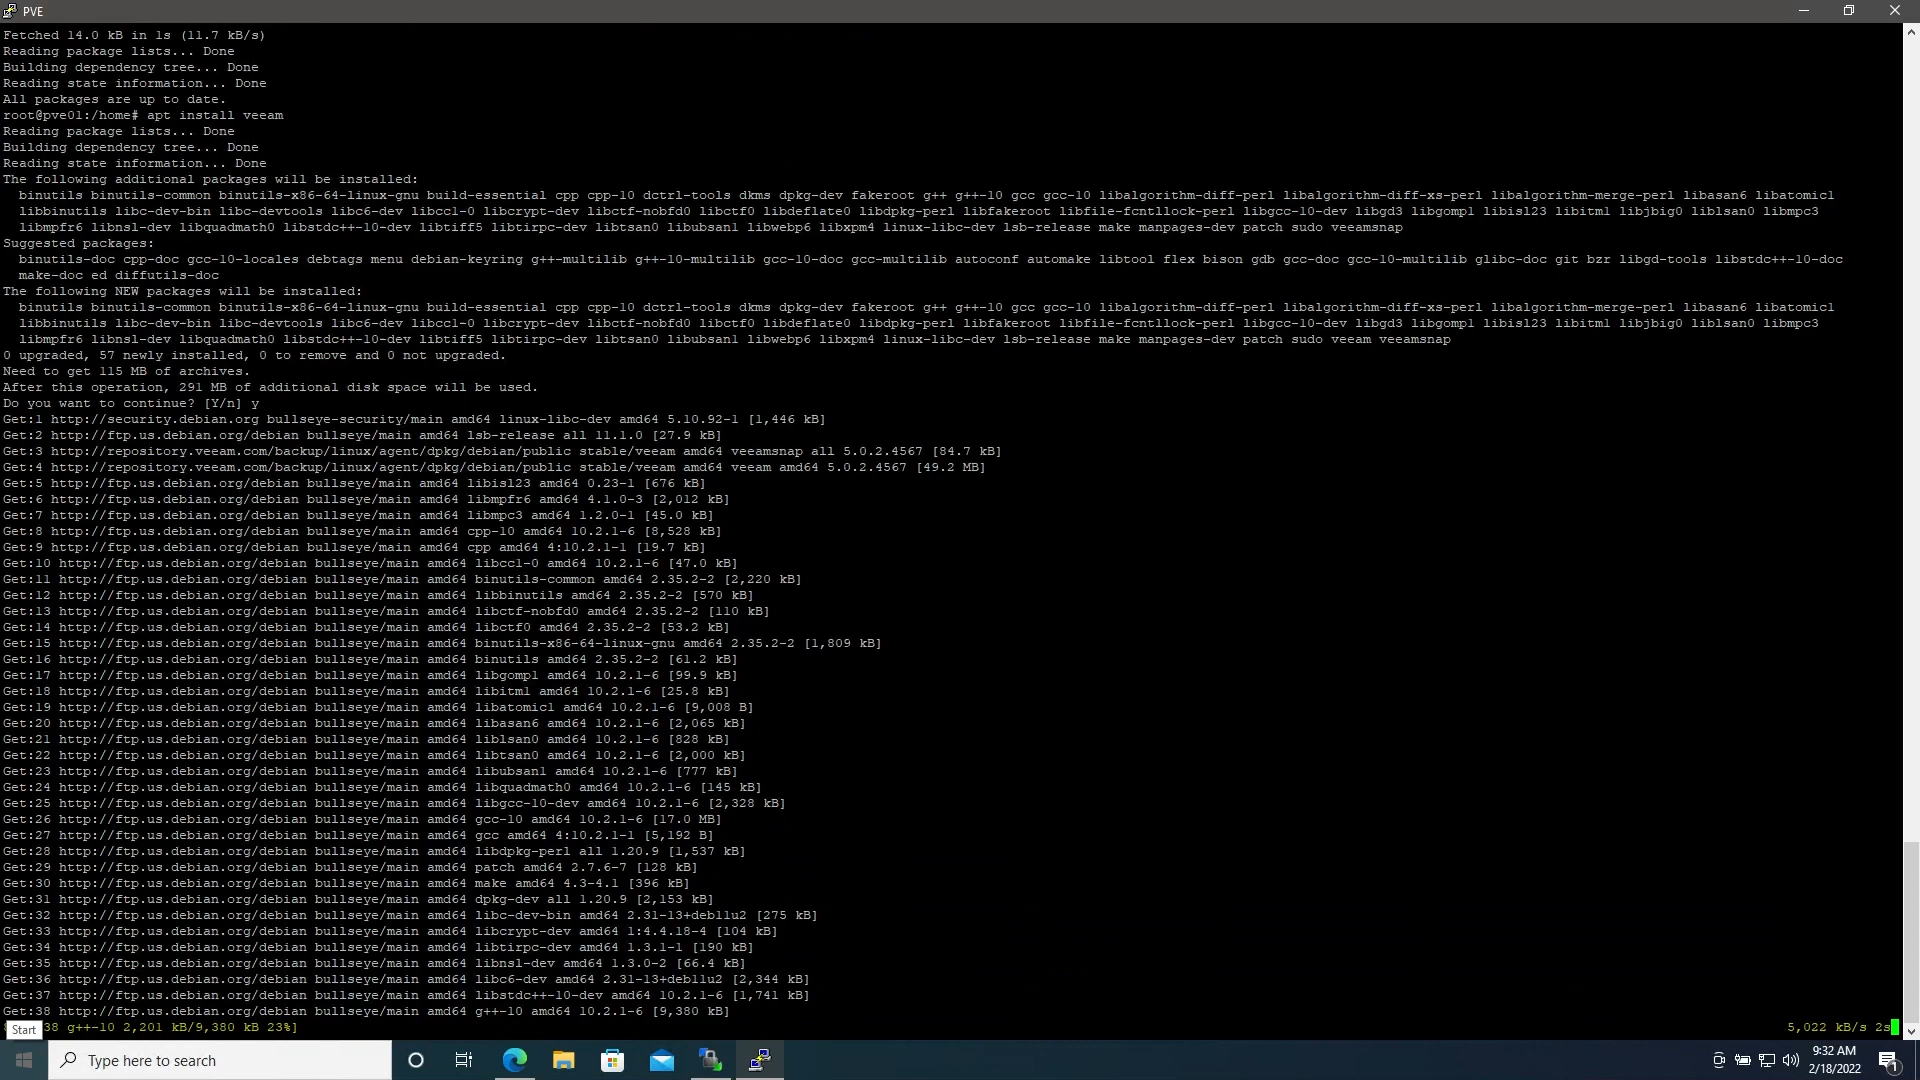 PVE
Fetched 14.0 kB in 1s (11.7 kB/s)
Reading package lists... Done
Building dependency tree... Done
Reading state information... Done
All packages are up to date.
root@pve01:/home# apt install veeam
Reading package lists... Done
Building dependency tree... Done
Reading state information... Done
The following additional packages will be installed:
  binutils binutils-common binutils-x86-64-linux-gnu build-essential cpp cpp-10 dctrl-tools dkms dpkg-dev fakeroot g++ g++-10 gcc gcc-10 libalgorithm-diff-perl libalgorithm-diff-xs-perl libalgorithm-merge-perl libasan6 libatomic1
  libbinutils libc-dev-bin libc-devtools libc6-dev libcc1-0 libcrypt-dev libctf-nobfd0 libctf0 libdeflate0 libdpkg-perl libfakeroot libfile-fcntllock-perl libgcc-10-dev libgd3 libgomp1 libisl23 libitm1 libjbig0 liblsan0 libmpc3
  libmpfr6 libnsl-dev libquadmath0 libstdc++-10-dev libtiff5 libtirpc-dev libtsan0 libubsan1 libwebp6 libxpm4 linux-libc-dev lsb-release make manpages-dev patch sudo veeamsnap
Suggested packages:
  binutils-doc cpp-doc gcc-10-locales debtags menu debian-keyring g++-multilib g++-10-multilib gcc-10-doc gcc-multilib autoconf automake libtool flex bison gdb gcc-doc gcc-10-multilib glibc-doc git bzr libgd-tools libstdc++-10-doc
  make-doc ed diffutils-doc
The following NEW packages will be installed:
  binutils binutils-common binutils-x86-64-linux-gnu build-essential cpp cpp-10 dctrl-tools dkms dpkg-dev fakeroot g++ g++-10 gcc gcc-10 libalgorithm-diff-perl libalgorithm-diff-xs-perl libalgorithm-merge-perl libasan6 libatomic1
  libbinutils libc-dev-bin libc-devtools libc6-dev libcc1-0 libcrypt-dev libctf-nobfd0 libctf0 libdeflate0 libdpkg-perl libfakeroot libfile-fcntllock-perl libgcc-10-dev libgd3 libgomp1 libisl23 libitm1 libjbig0 liblsan0 libmpc3
  libmpfr6 libnsl-dev libquadmath0 libstdc++-10-dev libtiff5 libtirpc-dev libtsan0 libubsan1 libwebp6 libxpm4 linux-libc-dev lsb-release make manpages-dev patch sudo veeam veeamsnap
0 upgraded, 57 newly installed, 0 to remove and 0 not upgraded.
Need to get 115 MB of archives.
After this operation, 291 MB of additional disk space will be used.
Do you want to continue? [Y/n] y
Get:1 http://security.debian.org bullseye-security/main amd64 linux-libc-dev amd64 5.10.92-1 [1,446 kB]
Get:2 http://ftp.us.debian.org/debian bullseye/main amd64 lsb-release all 11.1.0 [27.9 kB]
Get:3 http://repository.veeam.com/backup/linux/agent/dpkg/debian/public stable/veeam amd64 veeamsnap all 5.0.2.4567 [84.7 kB]
Get:4 http://repository.veeam.com/backup/linux/agent/dpkg/debian/public stable/veeam amd64 veeam amd64 5.0.2.4567 [49.2 MB]
Get:5 http://ftp.us.debian.org/debian bullseye/main amd64 libisl23 amd64 0.23-1 [676 kB]
Get:6 http://ftp.us.debian.org/debian bullseye/main amd64 libmpfr6 amd64 4.1.0-3 [2,012 kB]
Get:7 http://ftp.us.debian.org/debian bullseye/main amd64 libmpc3 amd64 1.2.0-1 [45.0 kB]
Get:8 http://ftp.us.debian.org/debian bullseye/main amd64 cpp-10 amd64 10.2.1-6 [8,528 kB]
Get:9 http://ftp.us.debian.org/debian bullseye/main amd64 cpp amd64 4:10.2.1-1 [19.7 kB]
Get:10 http://ftp.us.debian.org/debian bullseye/main amd64 libcc1-0 amd64 10.2.1-6 [47.0 kB]
Get:11 http://ftp.us.debian.org/debian bullseye/main amd64 binutils-common amd64 2.35.2-2 [2,220 kB]
Get:12 http://ftp.us.debian.org/debian bullseye/main amd64 libbinutils amd64 2.35.2-2 [570 kB]
Get:13 http://ftp.us.debian.org/debian bullseye/main amd64 libctf-nobfd0 amd64 2.35.2-2 [110 kB]
Get:14 http://ftp.us.debian.org/debian bullseye/main amd64 libctf0 amd64 2.35.2-2 [53.2 kB]
Get:15 http://ftp.us.debian.org/debian bullseye/main amd64 binutils-x86-64-linux-gnu amd64 2.35.2-2 [1,809 kB]
Get:16 http://ftp.us.debian.org/debian bullseye/main amd64 binutils amd64 2.35.2-2 [61.2 kB]
Get:17 http://ftp.us.debian.org/debian bullseye/main amd64 libgomp1 amd64 10.2.1-6 [99.9 kB]
Get:18 http://ftp.us.debian.org/debian bullseye/main amd64 libitm1 amd64 10.2.1-6 [25.8 kB]
Get:19 http://ftp.us.debian.org/debian bullseye/main amd64 libatomic1 amd64 10.2.1-6 [9,008 B]
Get:20 http://ftp.us.debian.org/debian bullseye/main amd64 libasan6 amd64 10.2.1-6 [2,065 kB]
Get:21 http://ftp.us.debian.org/debian bullseye/main amd64 liblsan0 amd64 10.2.1-6 [828 kB]
Get:22 http://ftp.us.debian.org/debian bullseye/main amd64 libtsan0 amd64 10.2.1-6 [2,000 kB]
Get:23 http://ftp.us.debian.org/debian bullseye/main amd64 libubsan1 amd64 10.2.1-6 [777 kB]
Get:24 http://ftp.us.debian.org/debian bullseye/main amd64 libquadmath0 amd64 10.2.1-6 [145 kB]
Get:25 http://ftp.us.debian.org/debian bullseye/main amd64 libgcc-10-dev amd64 10.2.1-6 [2,328 kB]
Get:26 http://ftp.us.debian.org/debian bullseye/main amd64 gcc-10 amd64 10.2.1-6 [17.0 MB]
Get:27 http://ftp.us.debian.org/debian bullseye/main amd64 gcc amd64 4:10.2.1-1 [5,192 B]
Get:28 http://ftp.us.debian.org/debian bullseye/main amd64 libdpkg-perl all 1.20.9 [1,537 kB]
Get:29 http://ftp.us.debian.org/debian bullseye/main amd64 patch amd64 2.7.6-7 [128 kB]
Get:30 http://ftp.us.debian.org/debian bullseye/main amd64 make amd64 4.3-4.1 [396 kB]
Get:31 http://ftp.us.debian.org/debian bullseye/main amd64 dpkg-dev all 1.20.9 [2,153 kB]
Get:32 http://ftp.us.debian.org/debian bullseye/main amd64 libc-dev-bin amd64 2.31-13+deb11u2 [275 kB]
Get:33 http://ftp.us.debian.org/debian bullseye/main amd64 libcrypt-dev amd64 1:4.4.18-4 [104 kB]
Get:34 http://ftp.us.debian.org/debian bullseye/main amd64 libtirpc-dev amd64 1.3.1-1 [190 kB]
Get:35 http://ftp.us.debian.org/debian bullseye/main amd64 libnsl-dev amd64 1.3.0-2 [66.4 kB]
Get:36 http://ftp.us.debian.org/debian bullseye/main amd64 libc6-dev amd64 2.31-13+deb11u2 [2,344 kB]
Get:37 http://ftp.us.debian.org/debian bullseye/main amd64 libstdc++-10-dev amd64 10.2.1-6 [1,741 kB]
Get:38 http://ftp.us.debian.org/debian bullseye/main amd64 g++-10 amd64 10.2.1-6 [9,380 kB]
38 g++-10 2,201 kB/9,380 kB 23%] 5,022 kB/s 2s
Start
Type here to search
9:32 AM
2/18/2022
1